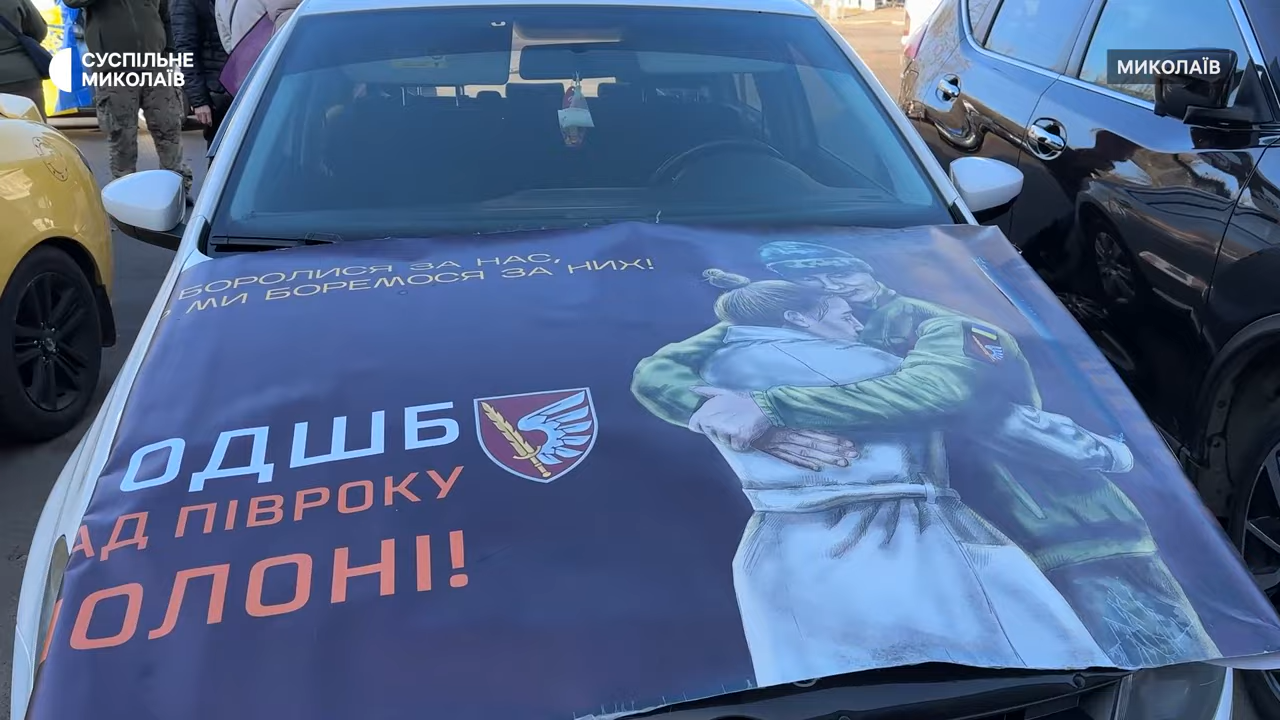 СУСПІЛЬНЕ
МИКОЛАЇВ
МИКОЛАЇВ
БОРОЛИСЯ ЗА НАС,
МИ БОРЕМОСЯ ЗА НИХ!
ОДШБ
АД ПІВРОКУ
ОЛОНІ!